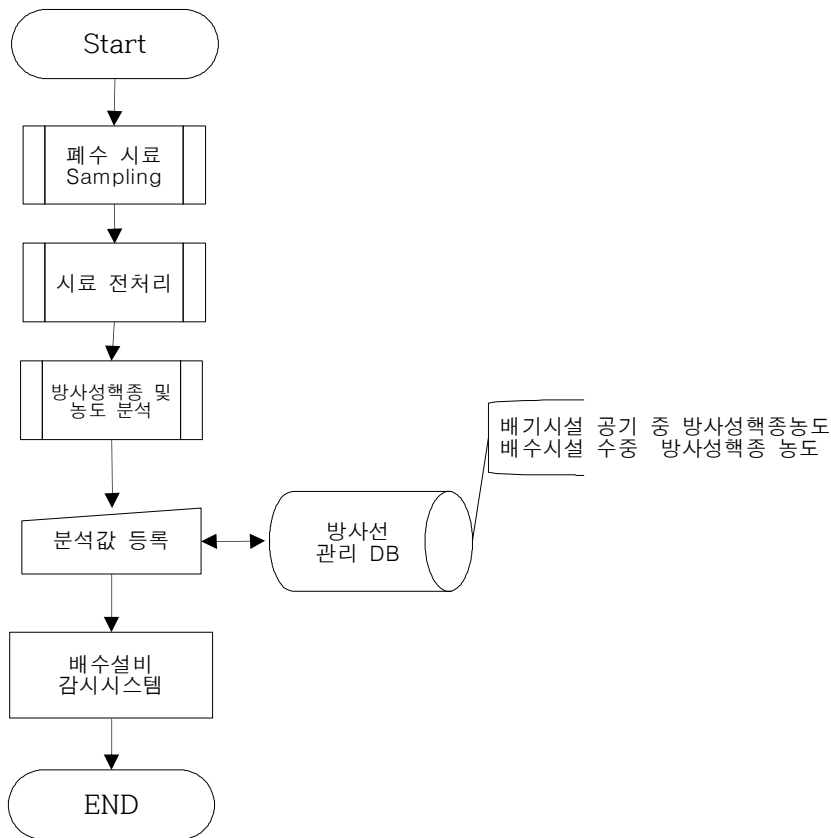 Start
폐수 시료
Sampling
시료 전처리
방사성핵종 및
농도 분석
배기시설 공기 중 방사성핵종농도
배수시설 수중 방사성핵종 농도
분석값 등록
방사선
관리 DB
배수설비
감시시스템
END